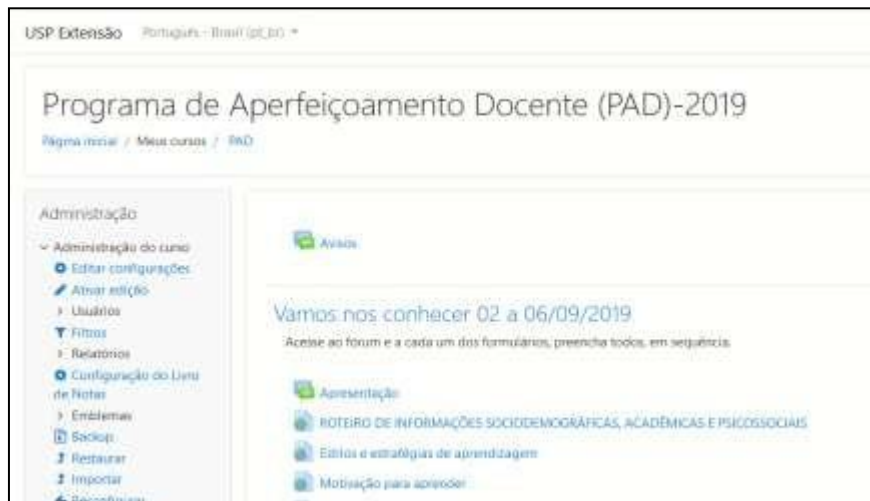 USP Extensão Português - Brasil (pt_br)
Programa de Aperfeiçoamento Docente (PAD)-2019
Página inicial / Meus cursos / PAD
Administração
Administração do curso
Editar configurações
Ativar edição
Usuários
Filtros
Relatórios
Configuração do Livro
de Notas
Emblemas
Backup
Restaurar
Importar
Reconfigurar
Avisos
Vamos nos conhecer 02 a 06/09/2019
Acesse ao fórum e a cada um dos formulários, preencha todos, em sequência.
Apresentação
ROTEIRO DE INFORMAÇÕES SOCIODEMOGRÁFICAS, ACADÊMICAS E PSICOSSOCIAIS
Estilos e estratégias de aprendizagem
Motivação para aprender